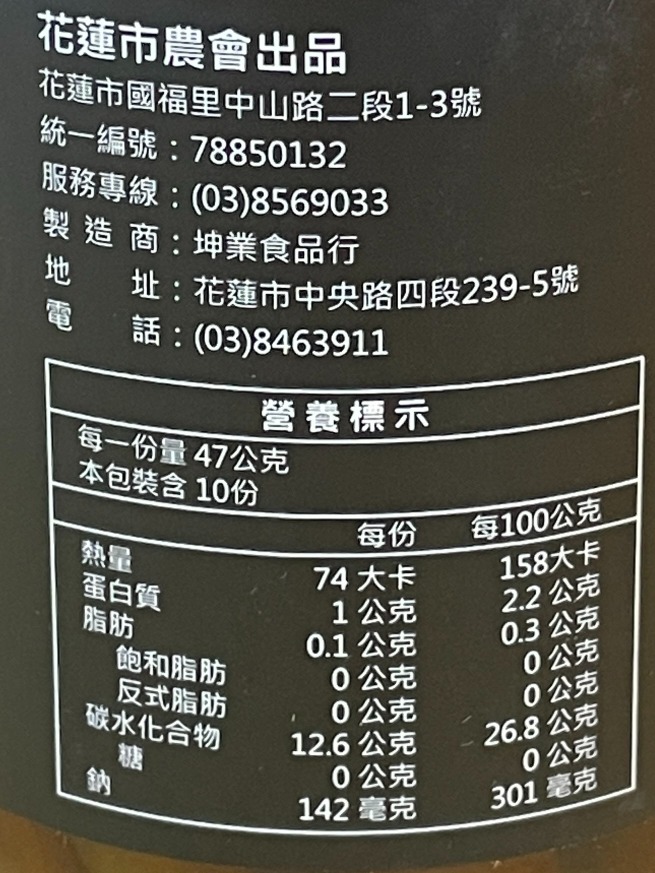 花蓮市農會出品
花蓮市國福里中山路二段1-3號
統一編號：78850132
服務專線：(03)8569033
製造商：坤業食品行
地址：花蓮市中央路四段239-5號
電話：(03)8463911
營養標示
每一份量 47公克
本包裝含 10份
每份 每100公克
熱量 74 大卡 158大卡
蛋白質 1 公克 2.2 公克
脂肪 0.1 公克 0.3 公克
飽和脂肪 0 公克 0 公克
反式脂肪 0 公克 0 公克
碳水化合物 12.6 公克 26.8 公克
糖 0 公克 0 公克
鈉 142 毫克 301 毫克